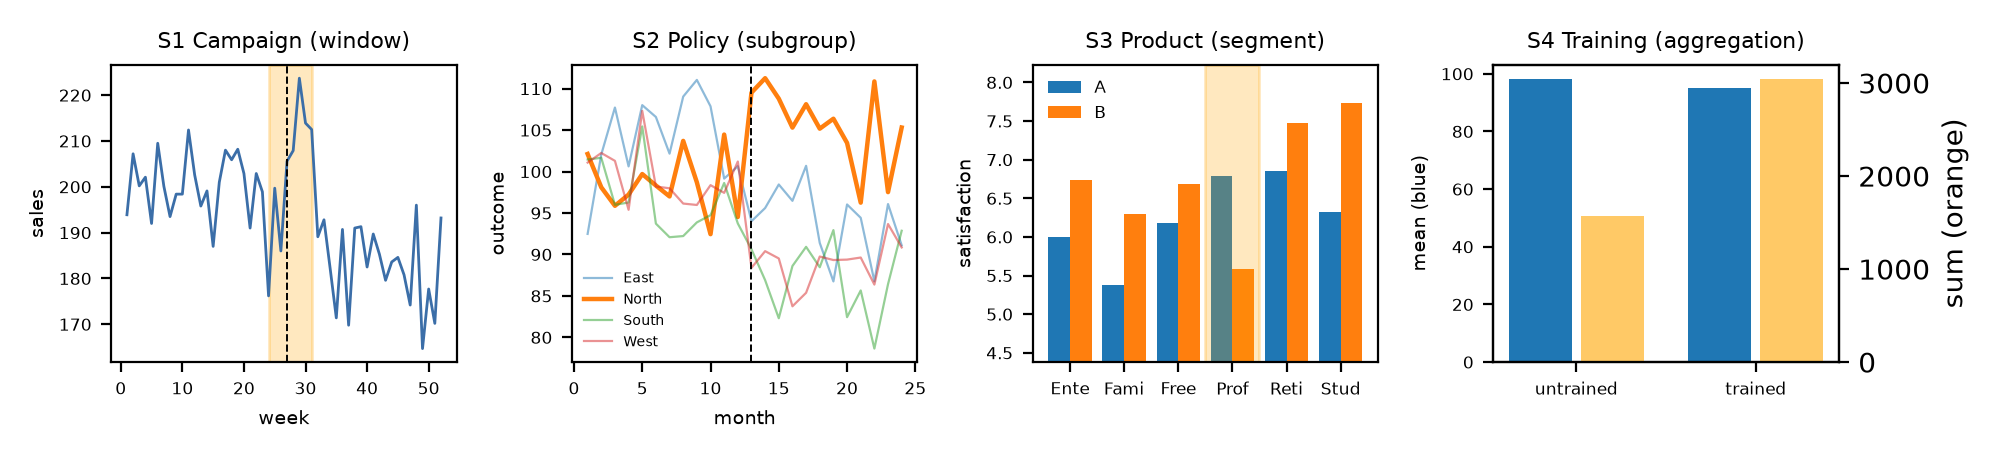 S1 Campaign (window)
sales
220
210
200
190
180
170
0 10 20 30 40 50
week
S2 Policy (subgroup)
outcome
110
105
100
95
90
85
80
East
North
South
West
0 5 10 15 20 25
month
S3 Product (segment)
satisfaction
8.0
7.5
7.0
6.5
6.0
5.5
5.0
4.5
A
B
Ente Fami Free Prof Reti Stud
S4 Training (aggregation)
mean (blue)
100
80
60
40
20
0
untrained trained
3000
2000
1000
0
sum (orange)